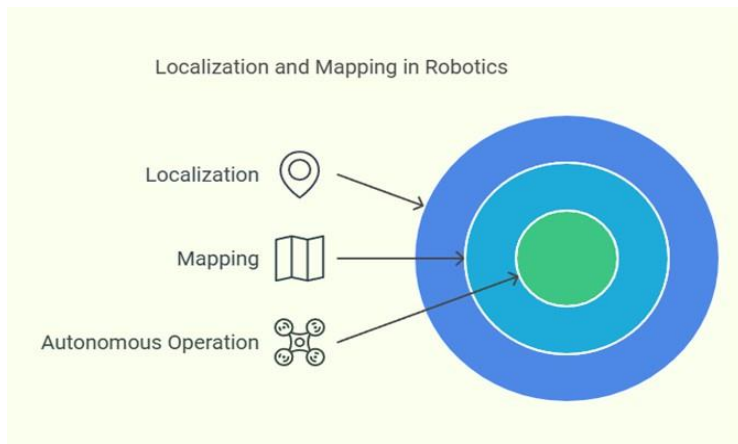 Localization and Mapping in Robotics
Localization
Mapping
Autonomous Operation